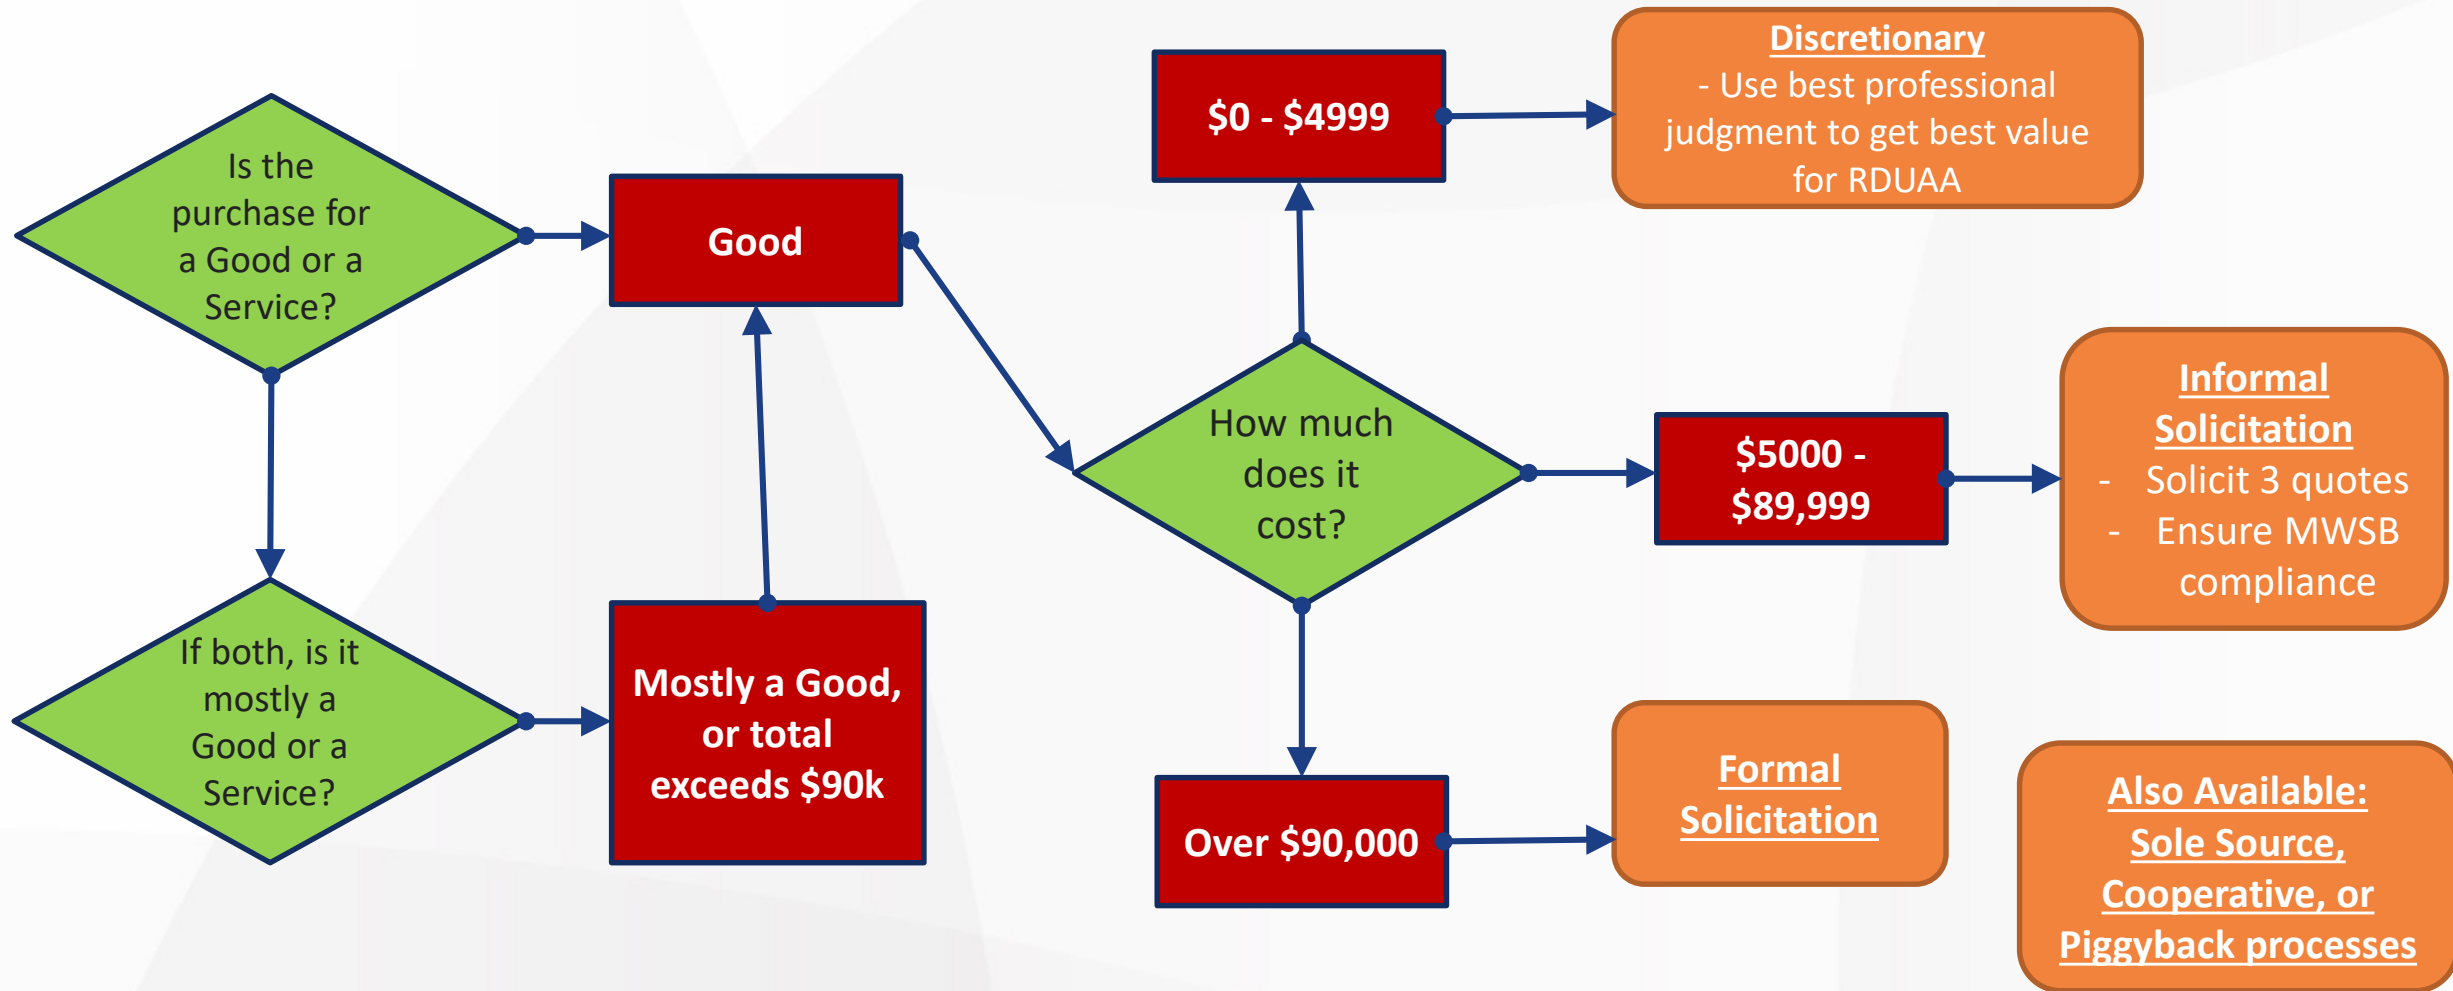 Is the
purchase for
a Good or a
Service?
Good
If both, is it
mostly a
Good or a
Service?
Mostly a Good,
or total
exceeds $90k
How much
does it
cost?
$0 - $4999
Discretionary
- Use best professional
judgment to get best value
for RDUAA
$5000 -
$89,999
Informal
Solicitation
- Solicit 3 quotes
- Ensure MWSB
compliance
Over $90,000
Formal
Solicitation
Also Available:
Sole Source,
Cooperative, or
Piggyback processes